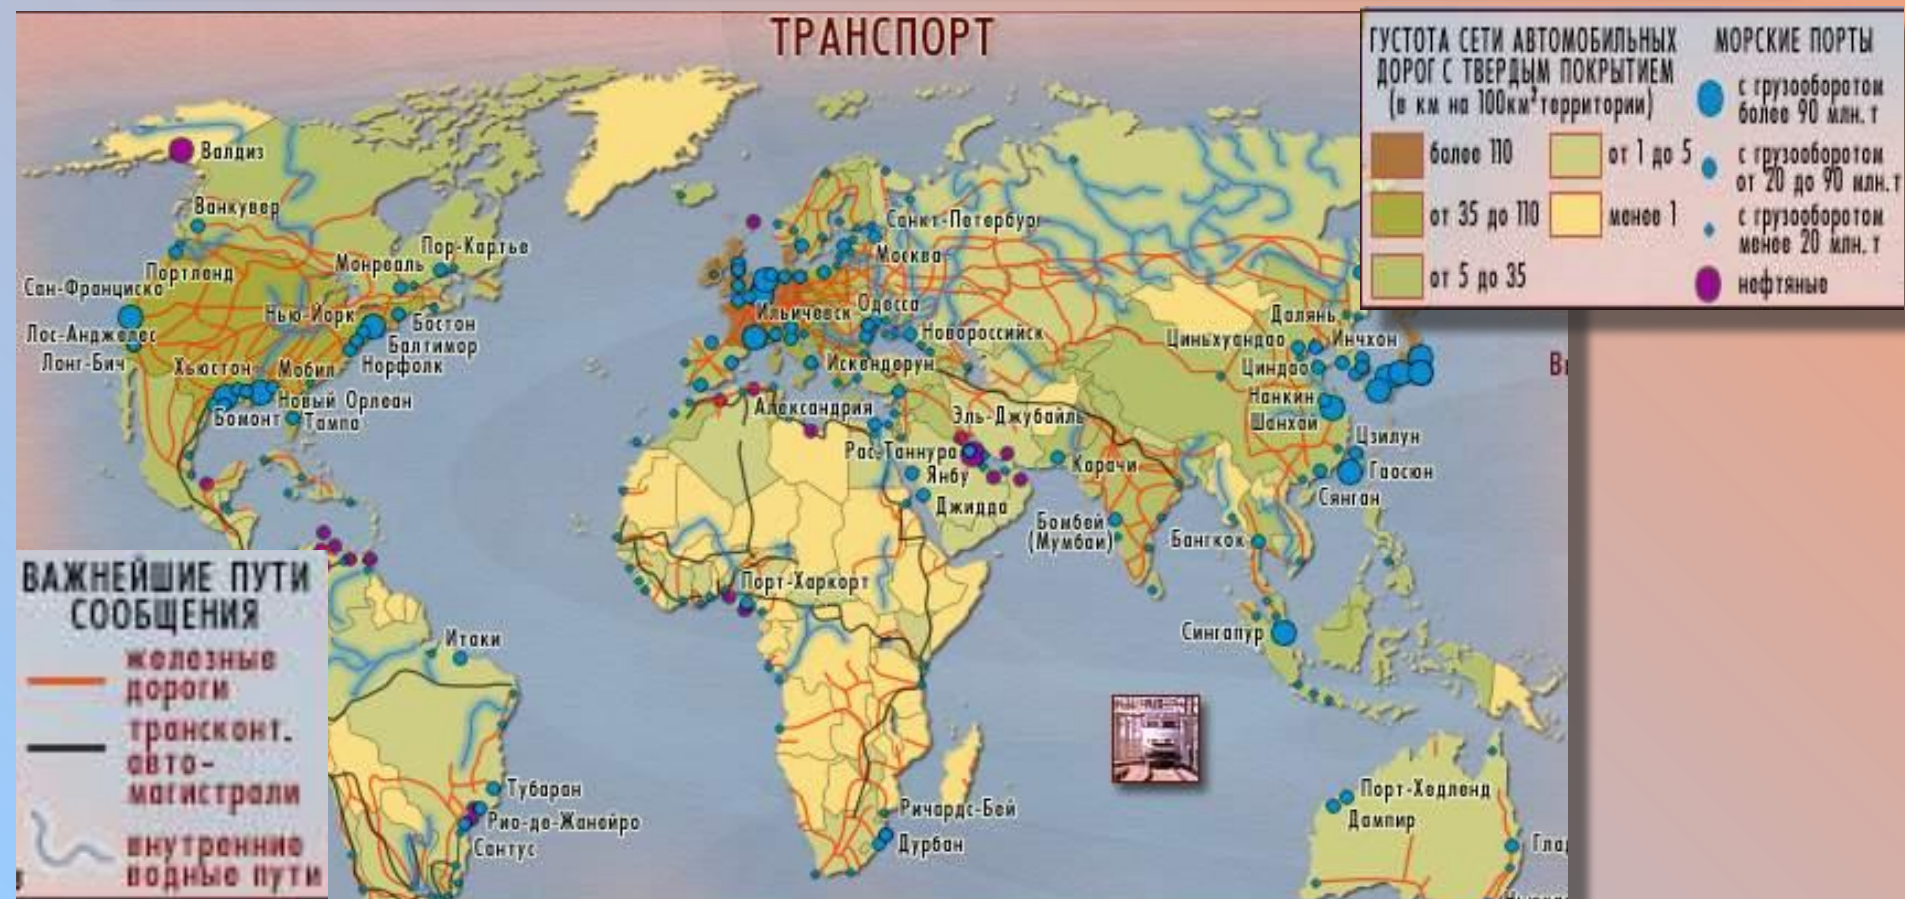 ТРАНСПОРТ
ГУСТОТА СЕТИ АВТОМОБИЛЬНЫХ
ДОРОГ С ТВЕРДЫМ ПОКРЫТИЕМ
(в км на 100км² территории)
более 110
от 35 до 110
от 5 до 35
от 1 до 5
менее 1
МОРСКИЕ ПОРТЫ
с грузооборотом
более 90 млн. т
с грузооборотом
от 20 до 90 млн. т
с грузооборотом
менее 20 млн. т
нефтяные
Валдиз
Ванкувер
Пор-Картье
Монреаль
Портленд
Сан-Франциско
Нью-Йорк
Бостон
Лос-Анджелес
Балтимор
Лонг-Бич
Хьюстон
Мобил
Норфолк
Новый Орлеан
Бомонт
Тампа
Санкт-Петербург
Москва
Ильичевск
Одесса
Новороссийск
Искендерун
Александрия
Эль-Джубайль
Рас-Таннура
Янбу
Джидда
Карачи
Бомбей
(Мумбаи)
Бангкок
Далянь
Циньхуандао
Инчхон
Циндао
Нанкин
Шанхай
Цзилун
Гаосюн
Сянган
Сингапур
Порт-Харкорт
Итаки
Тубаран
Рио-де-Жанейро
Сантус
Ричардс-Бей
Дурбан
Порт-Хедленд
Дампир
Гла
ВАЖНЕЙШИЕ ПУТИ
СООБЩЕНИЯ
железные
дороги
трансконт.
авто-
магистрали
внутренние
водные пути